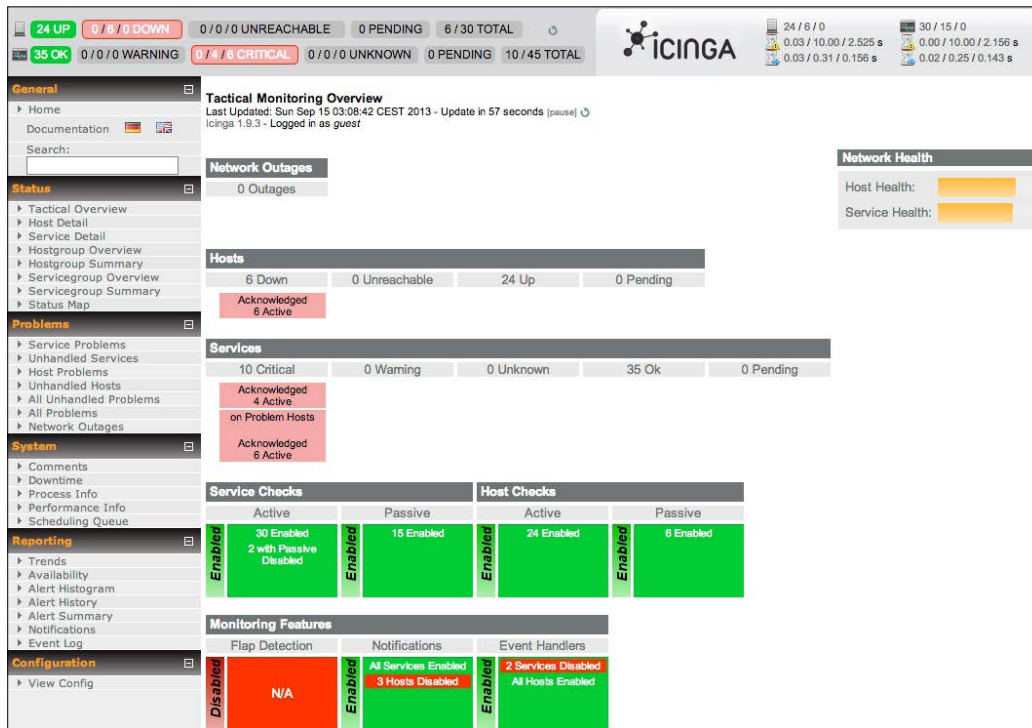 24 UP 0 / 6 / 0 DOWN 0 / 0 / 0 UNREACHABLE 0 PENDING 6 / 30 TOTAL
35 OK 0 / 0 / 0 WARNING 0 / 4 / 6 CRITICAL 0 / 0 / 0 UNKNOWN 0 PENDING 10 / 45 TOTAL
ICINGA
24 / 6 / 0
0.03 / 10.00 / 2.525 s
0.03 / 0.31 / 0.156 s
30 / 15 / 0
0.00 / 10.00 / 2.156 s
0.02 / 0.25 / 0.143 s
General
Home
Documentation
Search:
Status
Tactical Overview
Host Detail
Service Detail
Hostgroup Overview
Hostgroup Summary
Servicegroup Overview
Servicegroup Summary
Status Map
Problems
Service Problems
Unhandled Services
Host Problems
Unhandled Hosts
All Unhandled Problems
All Problems
Network Outages
System
Comments
Downtime
Process Info
Performance Info
Scheduling Queue
Reporting
Trends
Availability
Alert Histogram
Alert History
Alert Summary
Notifications
Event Log
Configuration
View Config
Tactical Monitoring Overview
Last Updated: Sun Sep 15 03:08:42 CEST 2013 - Update in 57 seconds [pause]
Icinga 1.9.3 - Logged in as guest
Network Outages
0 Outages
Network Health
Host Health:
Service Health:
Hosts
6 Down 0 Unreachable 24 Up 0 Pending
Acknowledged
6 Active
Services
10 Critical 0 Warning 0 Unknown 35 Ok 0 Pending
Acknowledged
4 Active
on Problem Hosts
Acknowledged
6 Active
Service Checks
Active Passive
Enabled
30 Enabled
2 with Passive
Disabled
Enabled
15 Enabled
Host Checks
Active Passive
Enabled
24 Enabled
Enabled
6 Enabled
Monitoring Features
Flap Detection Notifications Event Handlers
Disabled
N/A
Enabled
All Services Enabled
3 Hosts Disabled
Enabled
2 Services Disabled
All Hosts Enabled